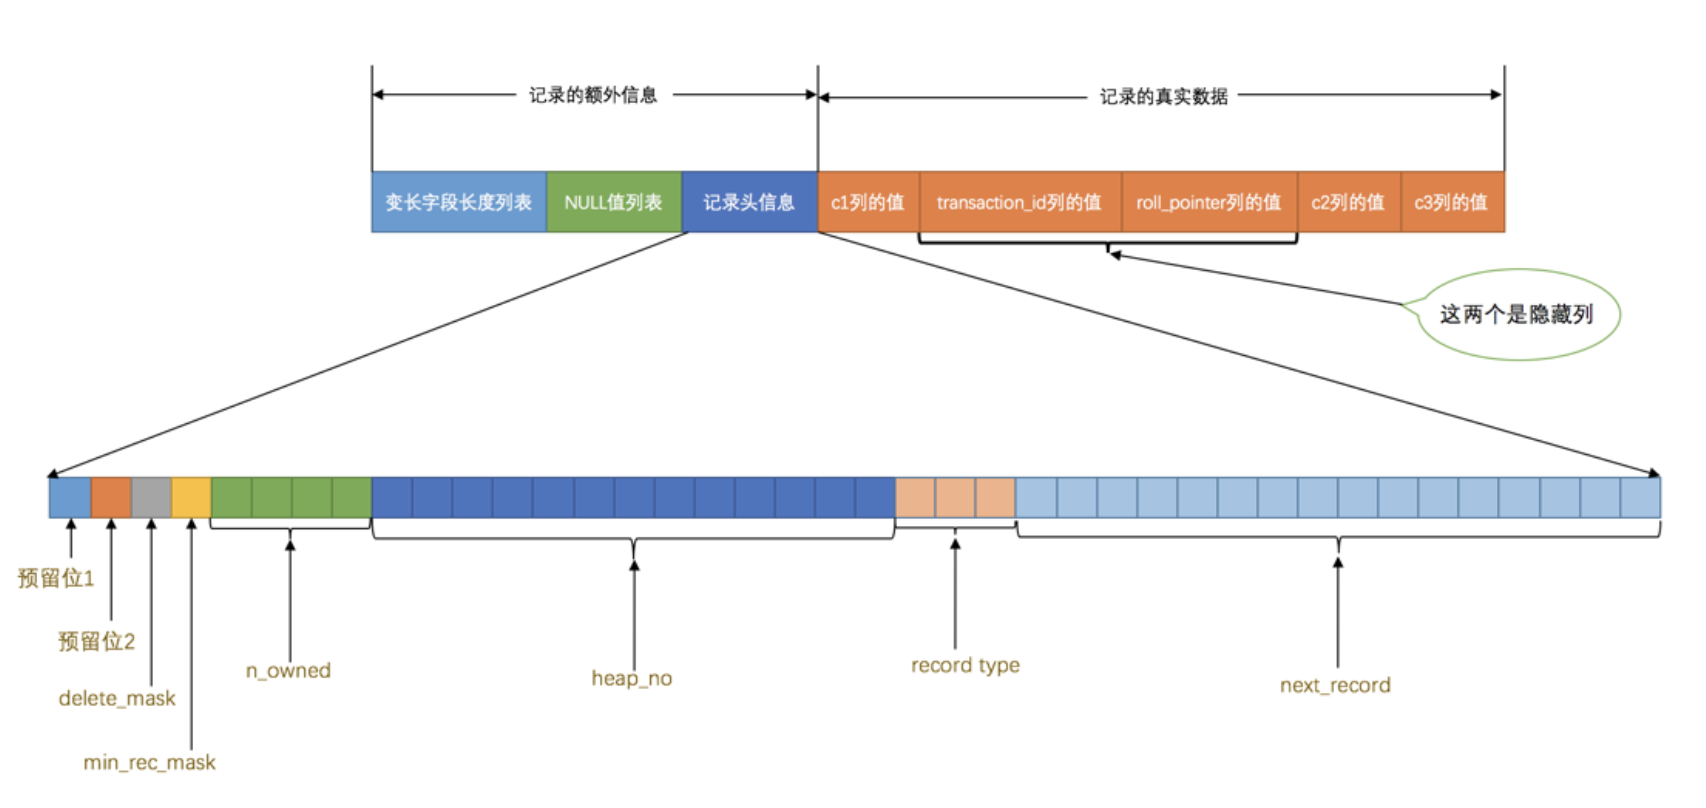 记录的额外信息
记录的真实数据
变长字段长度列表
NULL值列表
记录头信息
c1列的值
transaction_id列的值
roll_pointer列的值
c2列的值
c3列的值
这两个是隐藏列
预留位1
预留位2
delete_mask
min_rec_mask
n_owned
heap_no
record type
next_record